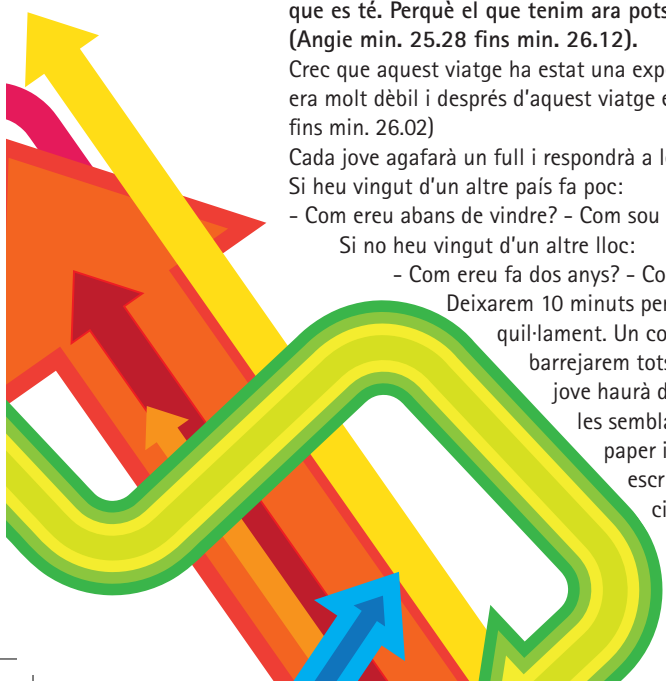 que es té. Perquè el que tenim ara pots
(Angie min. 25.28 fins min. 26.12).
Crec que aquest viatge ha estat una exp
era molt dèbil i després d'aquest viatge e
fins min. 26.02)
Cada jove agafarà un full i respondrà a l
Si heu vingut d'un altre país fa poc:
- Com ereu abans de vindre? - Com sou
Si no heu vingut d'un altre lloc:
- Com ereu fa dos anys? - Co
Deixarem 10 minuts per
quil·lament. Un co
barrejarem tots
jove haurà d
les sembla
paper i
escri
ci